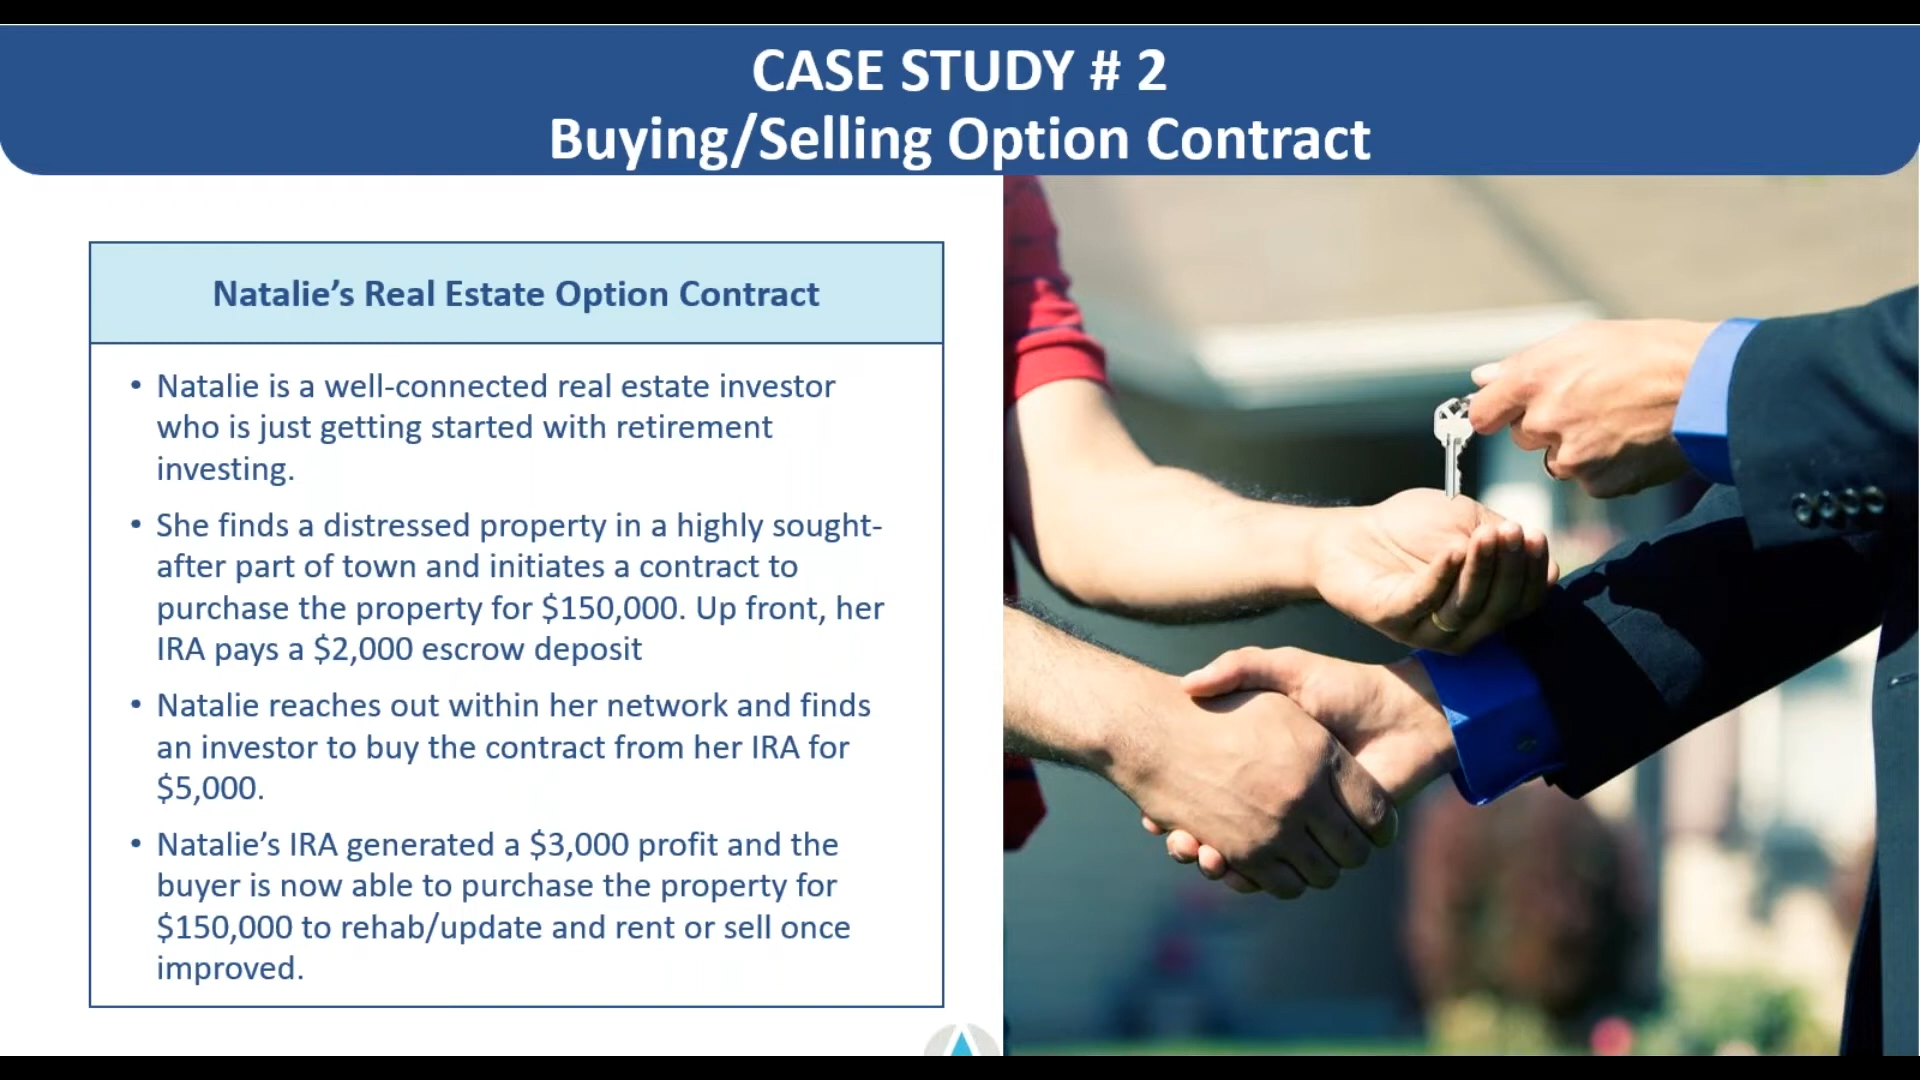 CASE STUDY # 2
Buying/Selling Option Contract
Natalie’s Real Estate Option Contract
• Natalie is a well-connected real estate investor
who is just getting started with retirement
investing.
• She finds a distressed property in a highly sought-
after part of town and initiates a contract to
purchase the property for $150,000. Up front, her
IRA pays a $2,000 escrow deposit
• Natalie reaches out within her network and finds
an investor to buy the contract from her IRA for
$5,000.
• Natalie’s IRA generated a $3,000 profit and the
buyer is now able to purchase the property for
$150,000 to rehab/update and rent or sell once
improved.